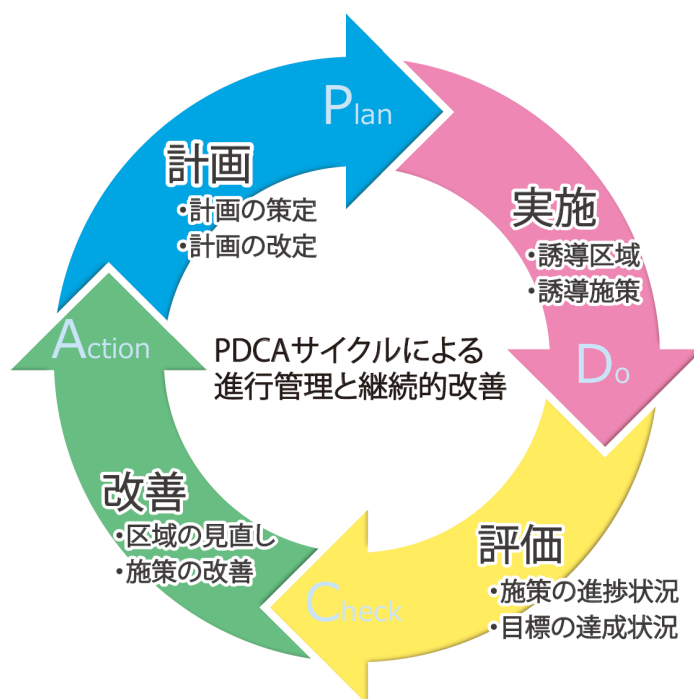 Plan
計画
・計画の策定
・計画の改定
実施
・誘導区域
・誘導施策
Do
評価
・施策の進捗状況
・目標の達成状況
Check
改善
・区域の見直し
・施策の改善
Action
PDCAサイクルによる
進行管理と継続的改善